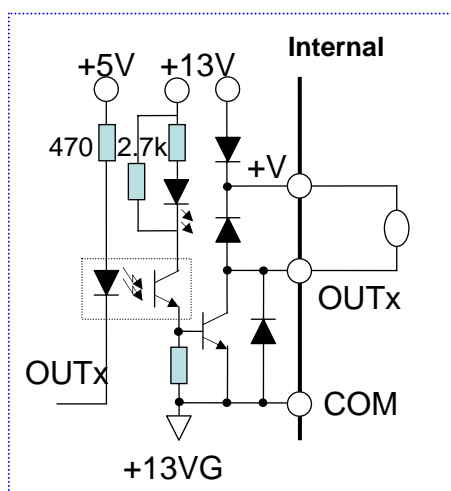 Internal
+5V +13V
470 2.7k
+V
OUTx
OUTx
COM
+13VG